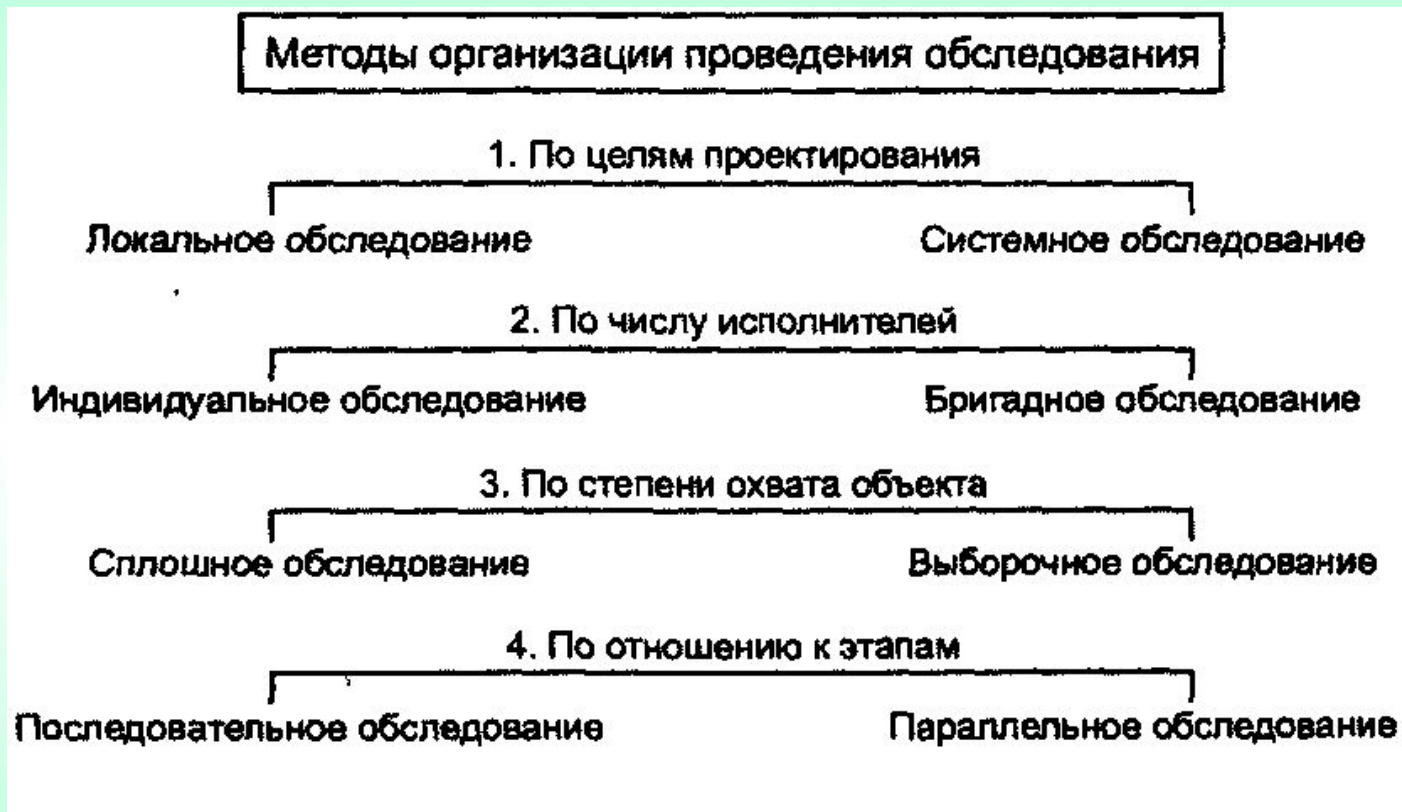 Методы организации проведения обследования
1. По целям проектирования
Локальное обследование Системное обследование
2. По числу исполнителей
Индивидуальное обследование Бригадное обследование
3. По степени охвата объекта
Сплошное обследование Выборочное обследование
4. По отношению к этапам
Последовательное обследование Параллельное обследование